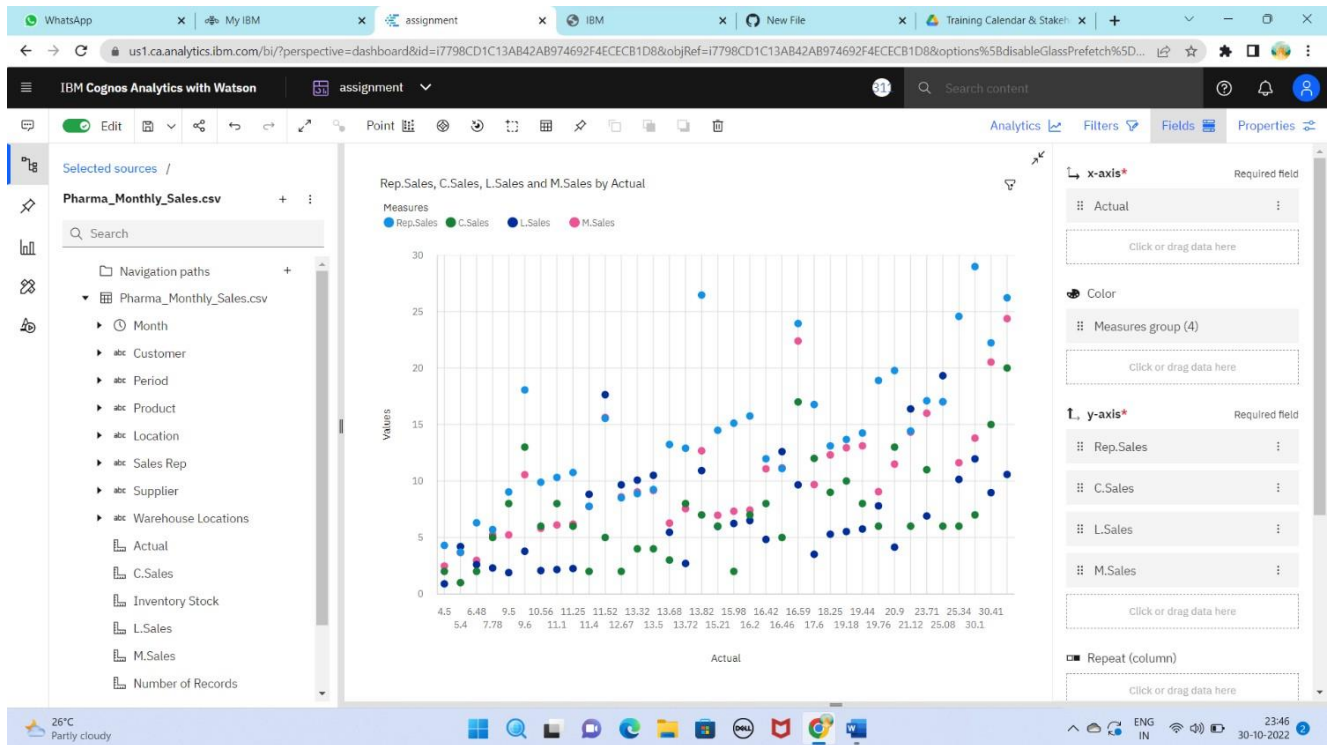 WhatsApp
My IBM
assignment
IBM
New File
Training Calendar & Stakeh
us1.ca.analytics.ibm.com/bi/?perspective=dashboard&id=i7798CD1C13AB42AB974692F4ECECB1D8&objRef=i7798CD1C13AB42AB974692F4ECECB1D8&options%5BdisableGlassPrefetch%5D...
IBM Cognos Analytics with Watson
assignment
Search content
Edit
Point
Analytics
Filters
Fields
Properties
Selected sources /
Pharma_Monthly_Sales.csv
Search
Navigation paths
Pharma_Monthly_Sales.csv
Month
abc Customer
abc Period
abc Product
abc Location
abc Sales Rep
abc Supplier
abc Warehouse Locations
Actual
C.Sales
Inventory Stock
L.Sales
M.Sales
Number of Records
Rep.Sales, C.Sales, L.Sales and M.Sales by Actual
Measures
Rep.Sales C.Sales L.Sales M.Sales
30
25
20
15
10
5
0
Values
4.5 6.48 9.5 10.56 11.25 11.52 13.32 13.68 13.82 15.98 16.42 16.59 18.25 19.44 20.9 23.71 25.34 30.41
5.4 7.78 9.6 11.1 11.4 12.67 13.5 13.72 15.21 16.2 16.46 17.6 19.18 19.76 21.12 25.08 30.1
Actual
x-axis* Required field
Actual
Click or drag data here
Color
Measures group (4)
Click or drag data here
y-axis* Required field
Rep.Sales
C.Sales
L.Sales
M.Sales
Click or drag data here
Repeat (column)
Click or drag data here
26°C
Partly cloudy
DELL
W
ENG
IN
23:46
30-10-2022
2